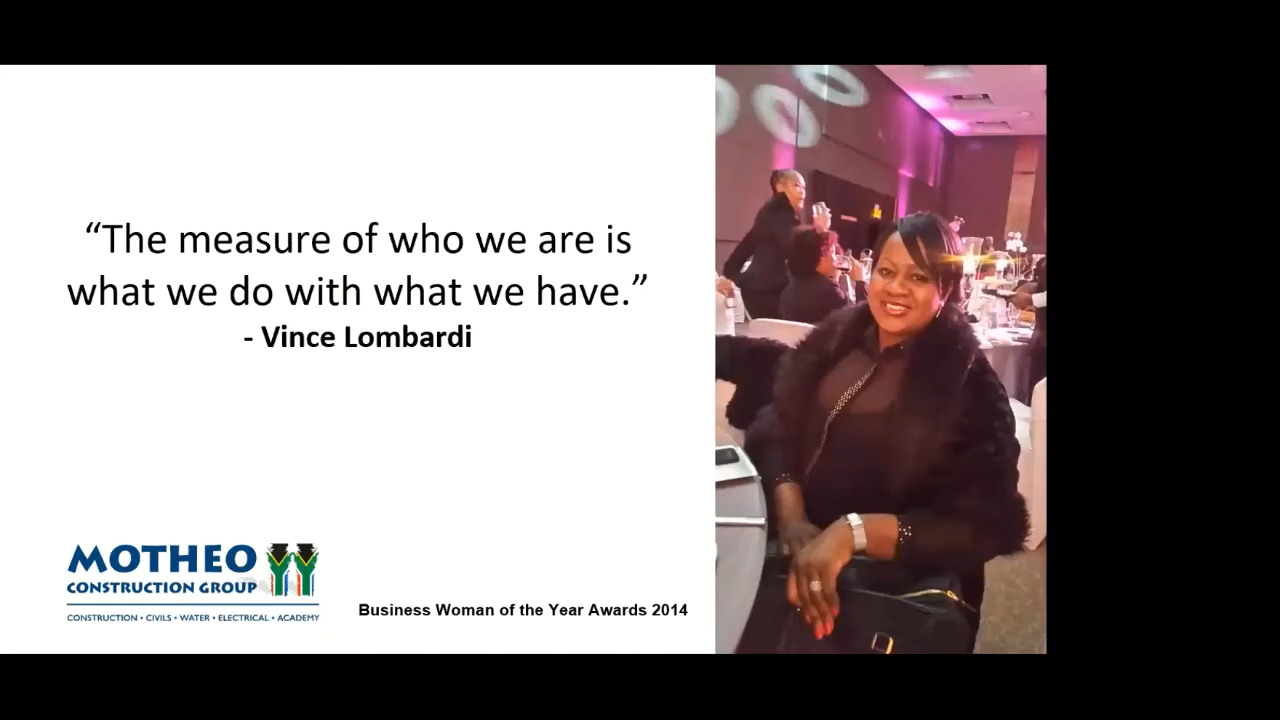 “The measure of who we are is
what we do with what we have.”
- Vince Lombardi
MOTHEO
CONSTRUCTION GROUP
CONSTRUCTION • CIVILS • WATER • ELECTRICAL • ACADEMY
Business Woman of the Year Awards 2014